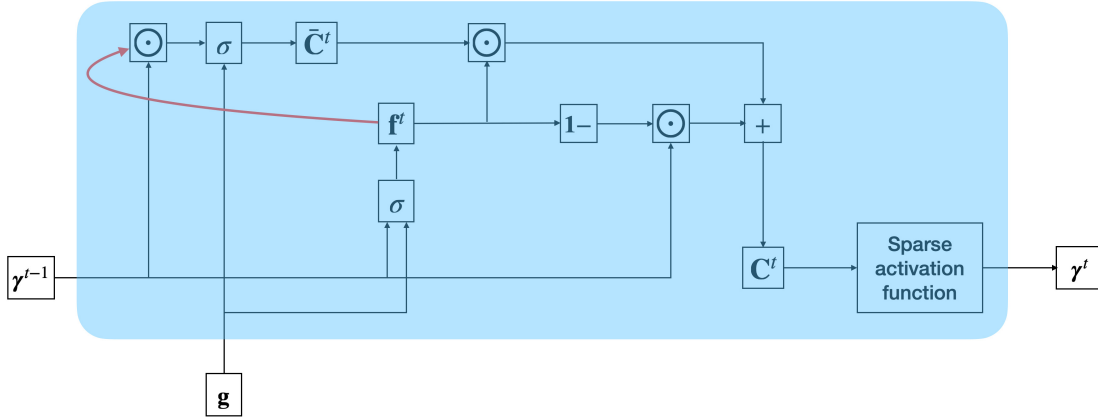 ⊙ σ C̄ᵗ ⊙
fᵗ 1− ⊙ +
σ
γᵗ⁻¹ Cᵗ Sparse
activation
function γᵗ
g